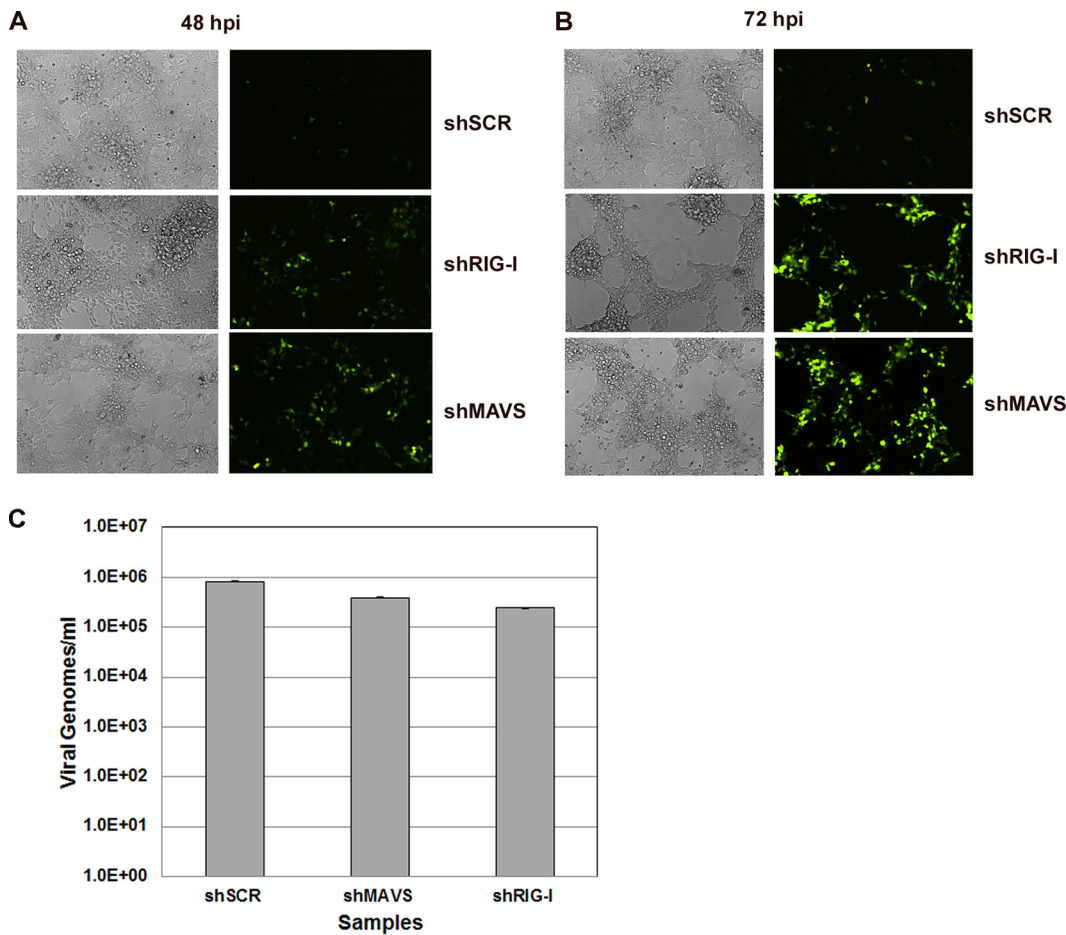 A
48 hpi
shSCR
shRIG-I
shMAVS
B
72 hpi
shSCR
shRIG-I
shMAVS
C
Viral Genomes/ml
1.0E+07
1.0E+06
1.0E+05
1.0E+04
1.0E+03
1.0E+02
1.0E+01
1.0E+00
shSCR
shMAVS
shRIG-I
Samples